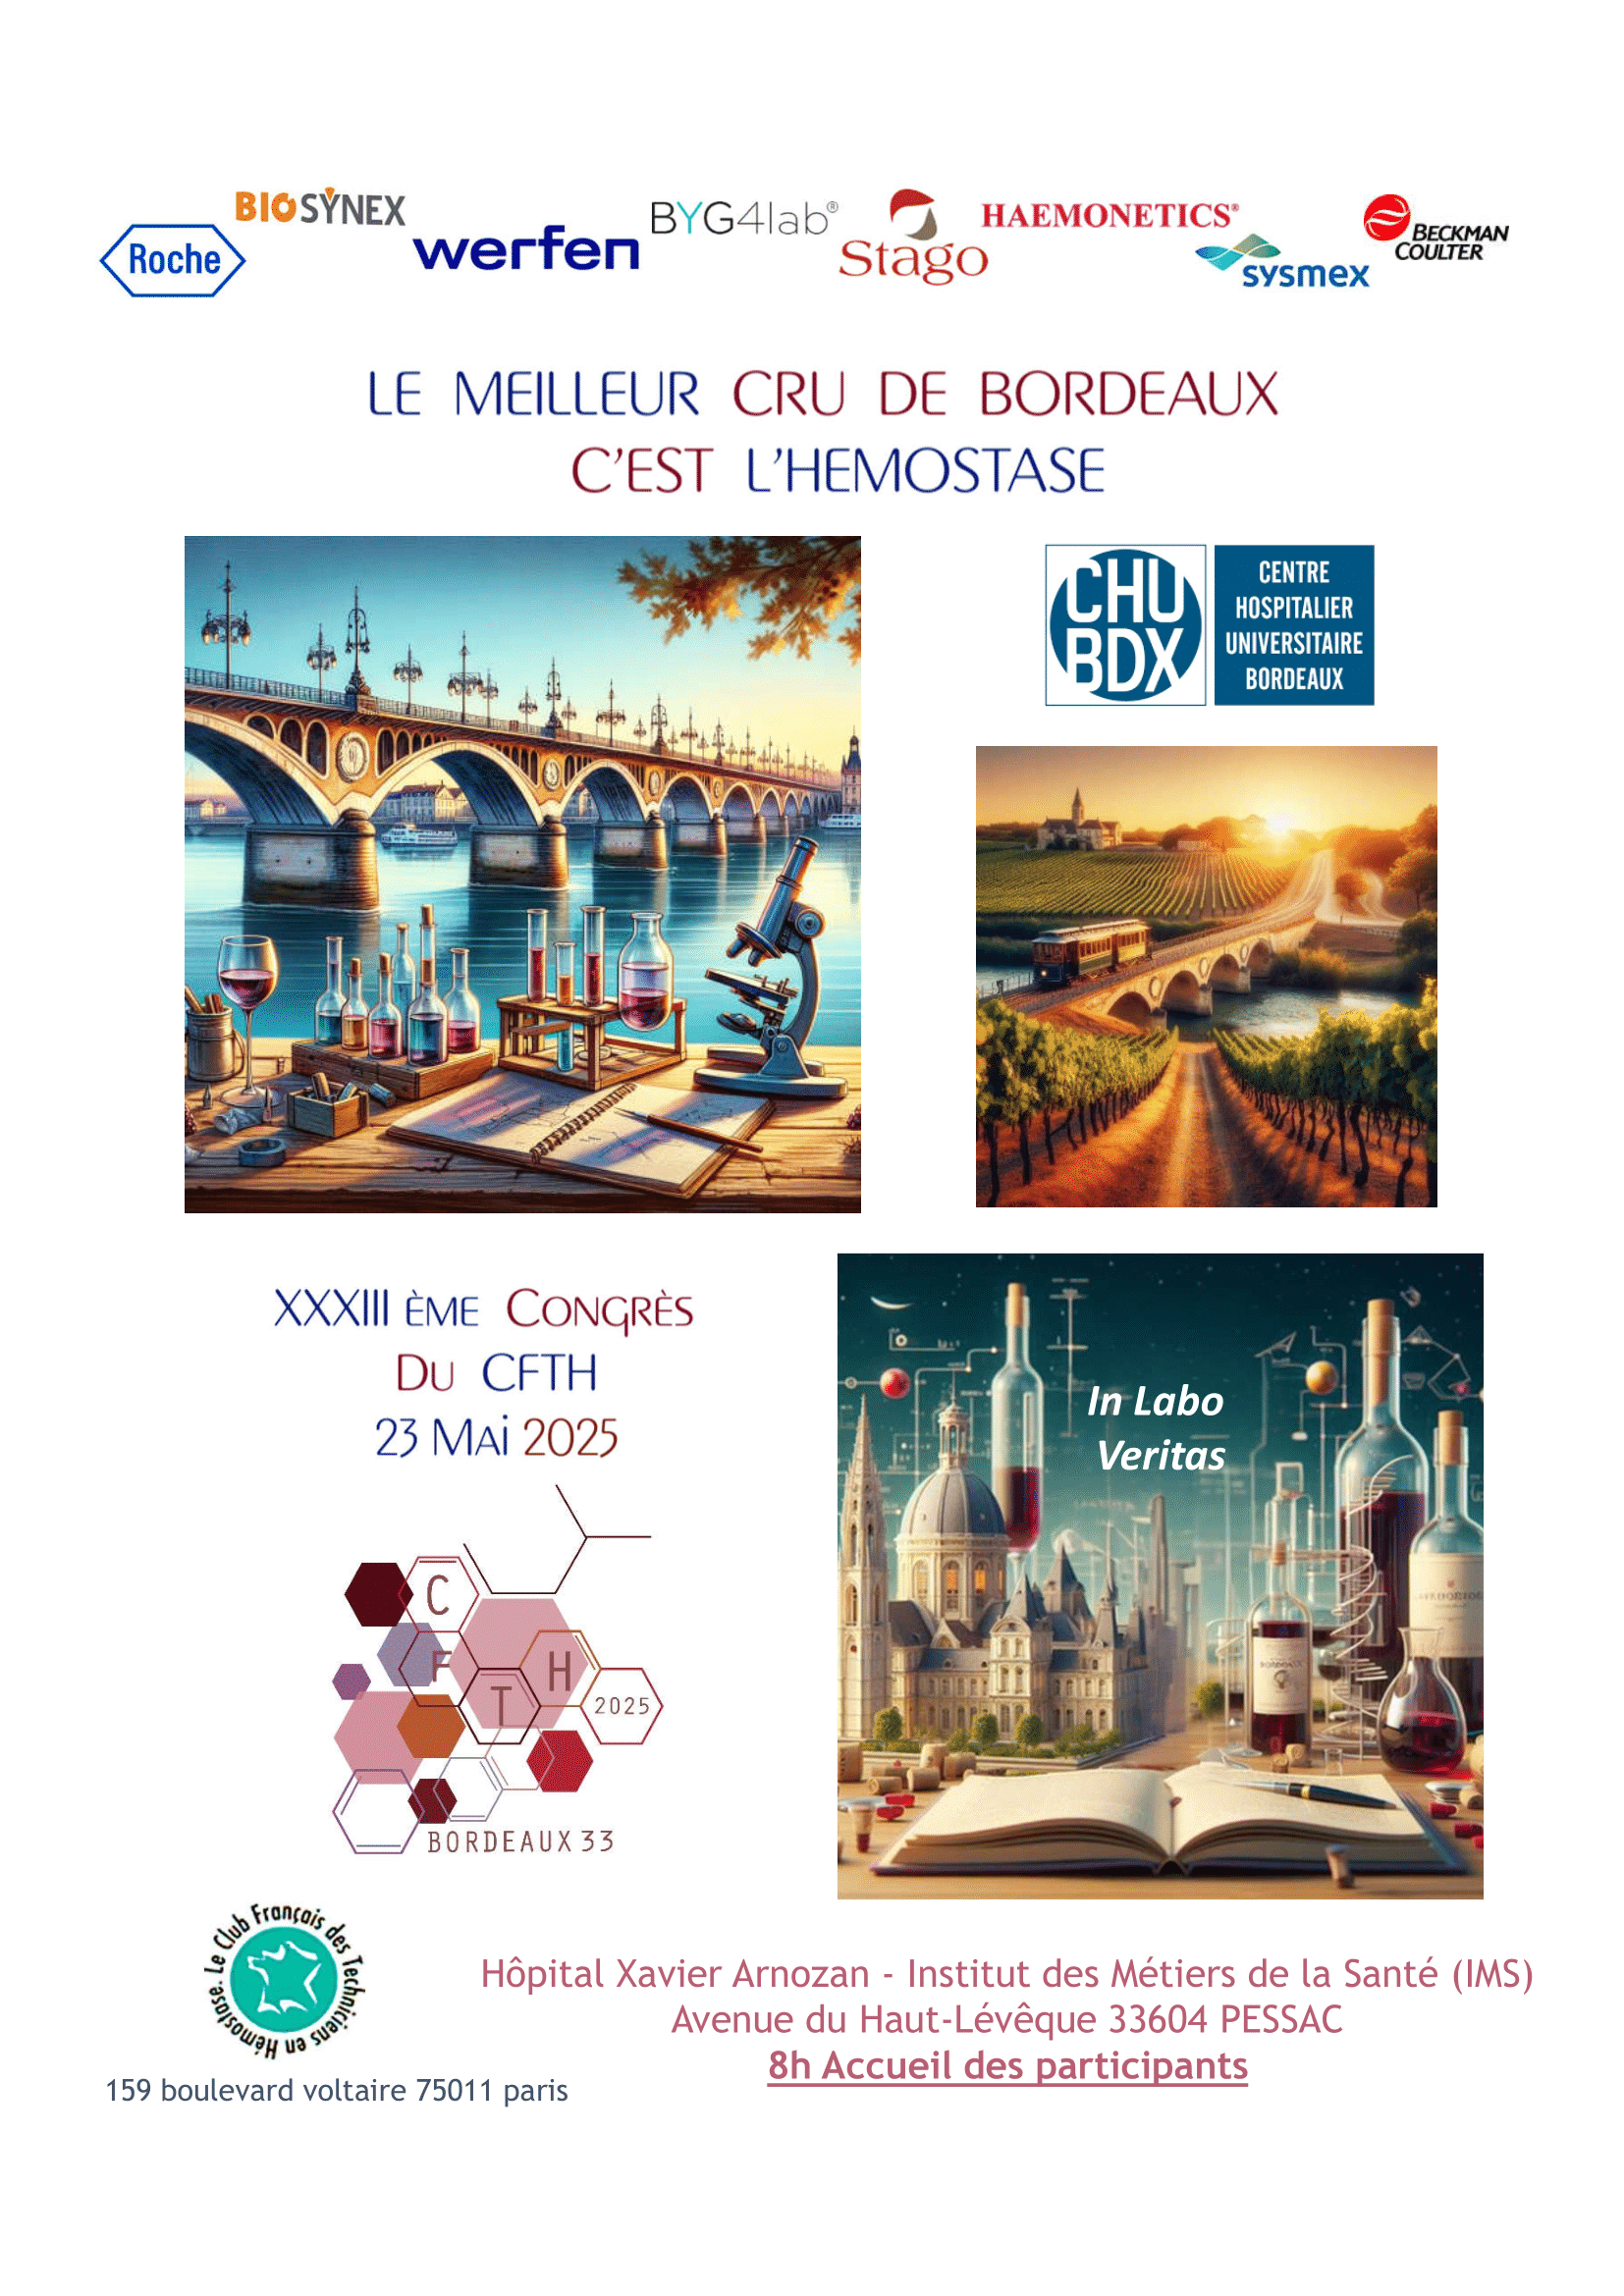 Roche
BIOSYNEX
werfen
BYG4lab®
Stago
HAEMONETICS®
sysmex
BECKMAN
COULTER
LE MEILLEUR CRU DE BORDEAUX
C'EST L'HEMOSTASE
CHU
BDX
CENTRE
HOSPITALIER
UNIVERSITAIRE
BORDEAUX
XXXIII ÈME CONGRÈS
DU CFTH
23 MAI 2025
In Labo
Veritas
C
F
T
H
2025
BORDEAUX 33
Le Club Français des Techniciens en Hémostase.
Hôpital Xavier Arnozan - Institut des Métiers de la Santé (IMS)
Avenue du Haut-Lévêque 33604 PESSAC
8h Accueil des participants
159 boulevard voltaire 75011 paris